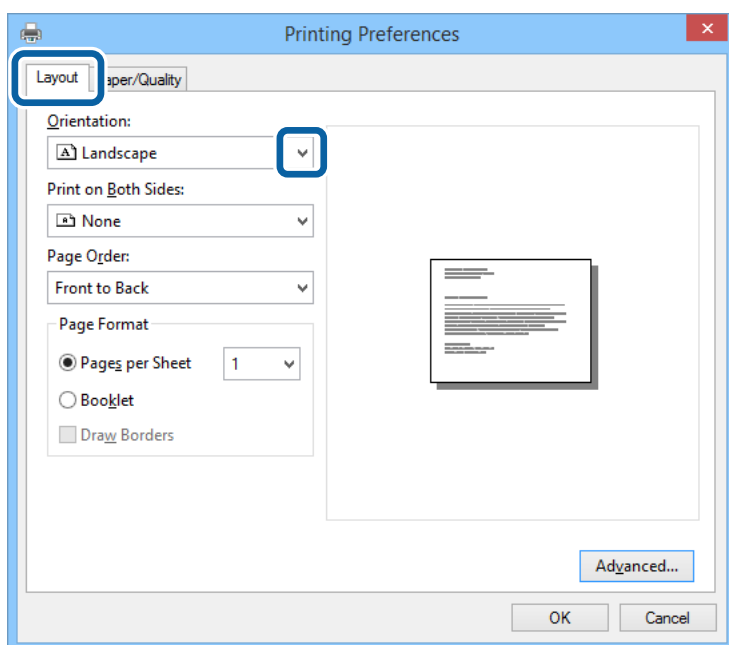 Printing Preferences
Layout
aper/Quality
Orientation:
A Landscape
Print on Both Sides:
None
Page Order:
Front to Back
Page Format
Pages per Sheet 1
Booklet
Draw Borders
Advanced...
OK Cancel